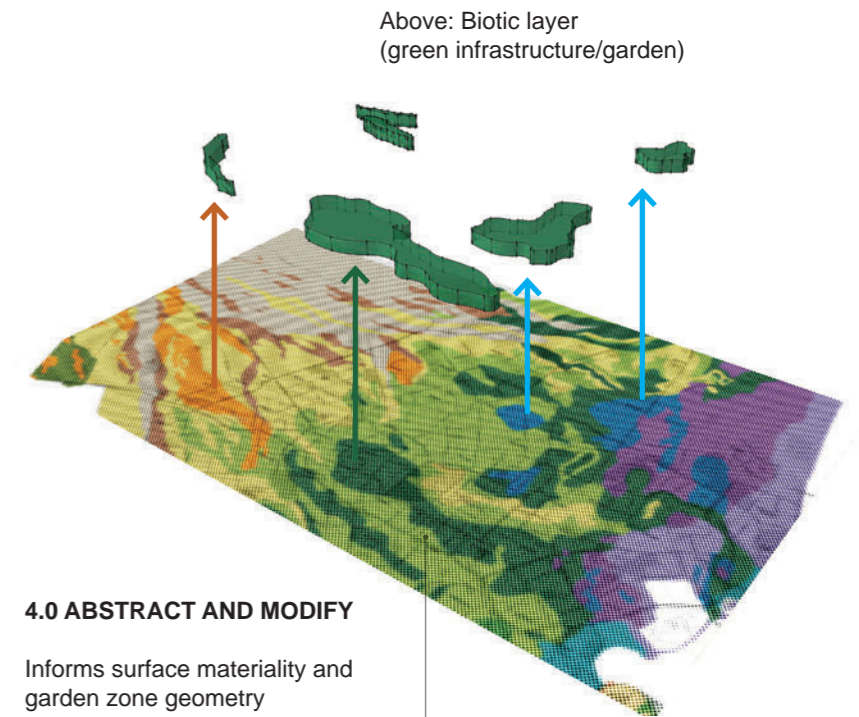 Above: Biotic layer
(green infrastructure/garden)
4.0 ABSTRACT AND MODIFY
Informs surface materiality and
garden zone geometry